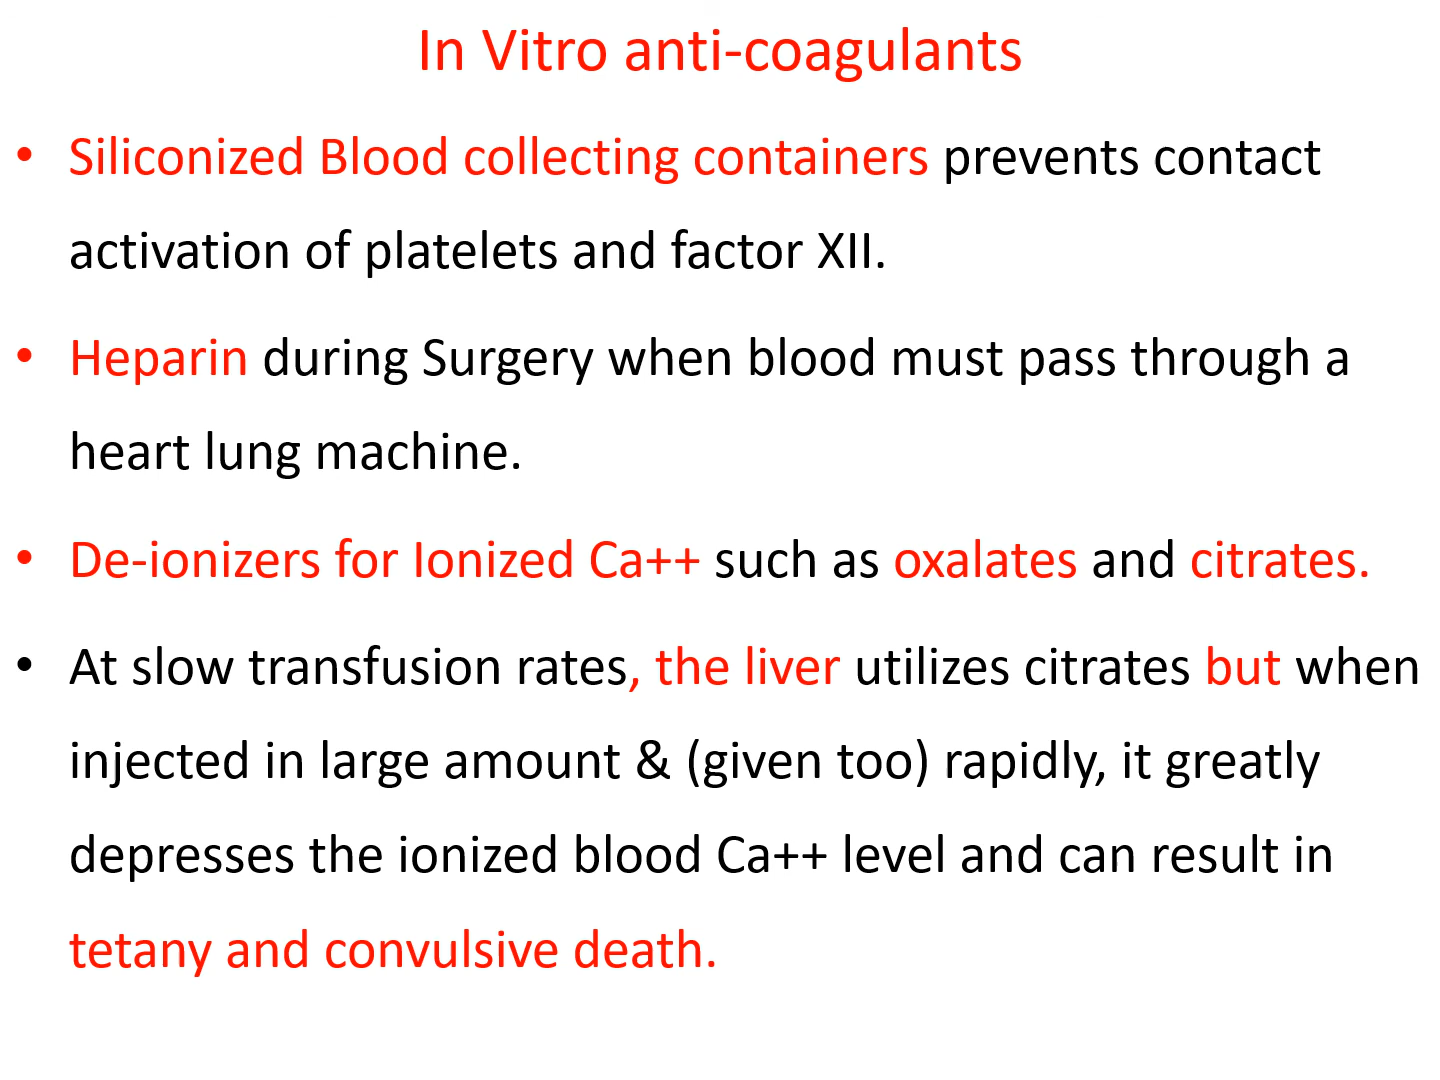 In Vitro anti-coagulants
• Siliconized Blood collecting containers prevents contact
activation of platelets and factor XII.
• Heparin during Surgery when blood must pass through a
heart lung machine.
• De-ionizers for Ionized Ca++ such as oxalates and citrates.
• At slow transfusion rates, the liver utilizes citrates but when
injected in large amount & (given too) rapidly, it greatly
depresses the ionized blood Ca++ level and can result in
tetany and convulsive death.